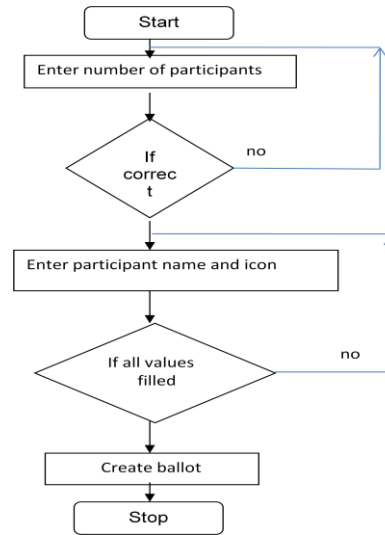 Start
Enter number of participants
If
correc
t
no
Enter participant name and icon
If all values
filled
no
Create ballot
Stop